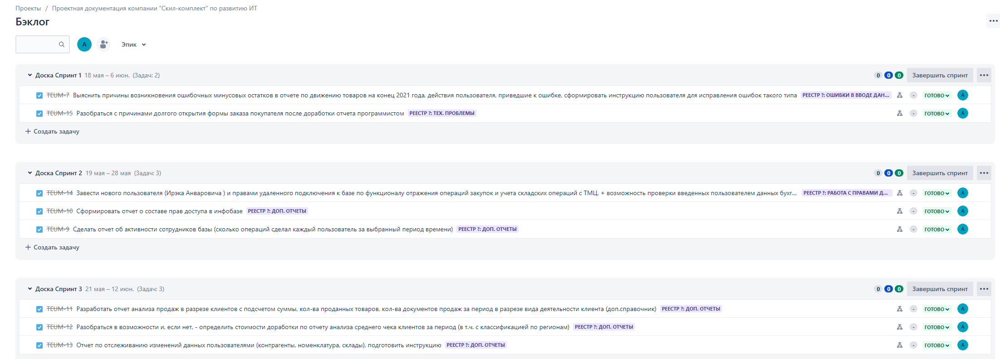 Проекты / Проектная документация компании "Скил-комплект" по развитию ИТ
Бэклог
А Эпик
Доска Спринт 1 18 мая – 6 июн. (Задач: 2) 0 0 0 Завершить спринт
TEUM-7 Выяснить причины возникновения ошибочных минусовых остатков в отчете по движению товаров на конец 2021 года, действия пользователя, приведшие к ошибке, сформировать инструкцию пользователя для исправления ошибок такого типа РЕЕСТР ?: ОШИБКИ В ВВОДЕ ДАН... - ГОТОВО А
TEUM-15 Разобраться с причинами долгого открытия формы заказа покупателя после доработки отчета программистом РЕЕСТР ?: ТЕХ. ПРОБЛЕМЫ - ГОТОВО А
+ Создать задачу
Доска Спринт 2 19 мая – 28 мая (Задач: 3) 0 0 0 Завершить спринт
TEUM-14 Завести нового пользователя (Ирэка Анваровича ) и правами удаленного подключения к базе по функционалу отражения операций закупок и учета складских операций с ТМЦ, + возможность проверки введенных пользователем данных бухг... РЕЕСТР ?: РАБОТА С ПРАВАМИ Д... - ГОТОВО А
TEUM-10 Сформировать отчет о составе прав доступа в инфобазе РЕЕСТР ?: ДОП. ОТЧЕТЫ - ГОТОВО А
TEUM-9 Сделать отчет об активности сотрудников базы (сколько операций сделал каждый пользователь за выбранный период времени) РЕЕСТР ?: ДОП. ОТЧЕТЫ - ГОТОВО А
+ Создать задачу
Доска Спринт 3 21 мая – 12 июн. (Задач: 3) 0 0 0 Завершить спринт
TEUM-11 Разработать отчет анализа продаж в разрезе клиентов с подсчетом суммы, кол-ва проданных товаров, кол-ва документов продаж за период в разрезе вида деятельности клиента (доп.справочник) РЕЕСТР ?: ДОП. ОТЧЕТЫ - ГОТОВО А
TEUM-12 Разобраться в возможности и, если нет, - определить стоимости доработки по отчету анализа среднего чека клиентов за период (в т.ч. с классификацией по регионам) РЕЕСТР ?: ДОП. ОТЧЕТЫ - ГОТОВО А
TEUM-13 Отчет по отслеживанию изменений данных пользователями (контрагенты, номенклатура, склады), подготовить инструкцию РЕЕСТР ?: ДОП. ОТЧЕТЫ - ГОТОВО А